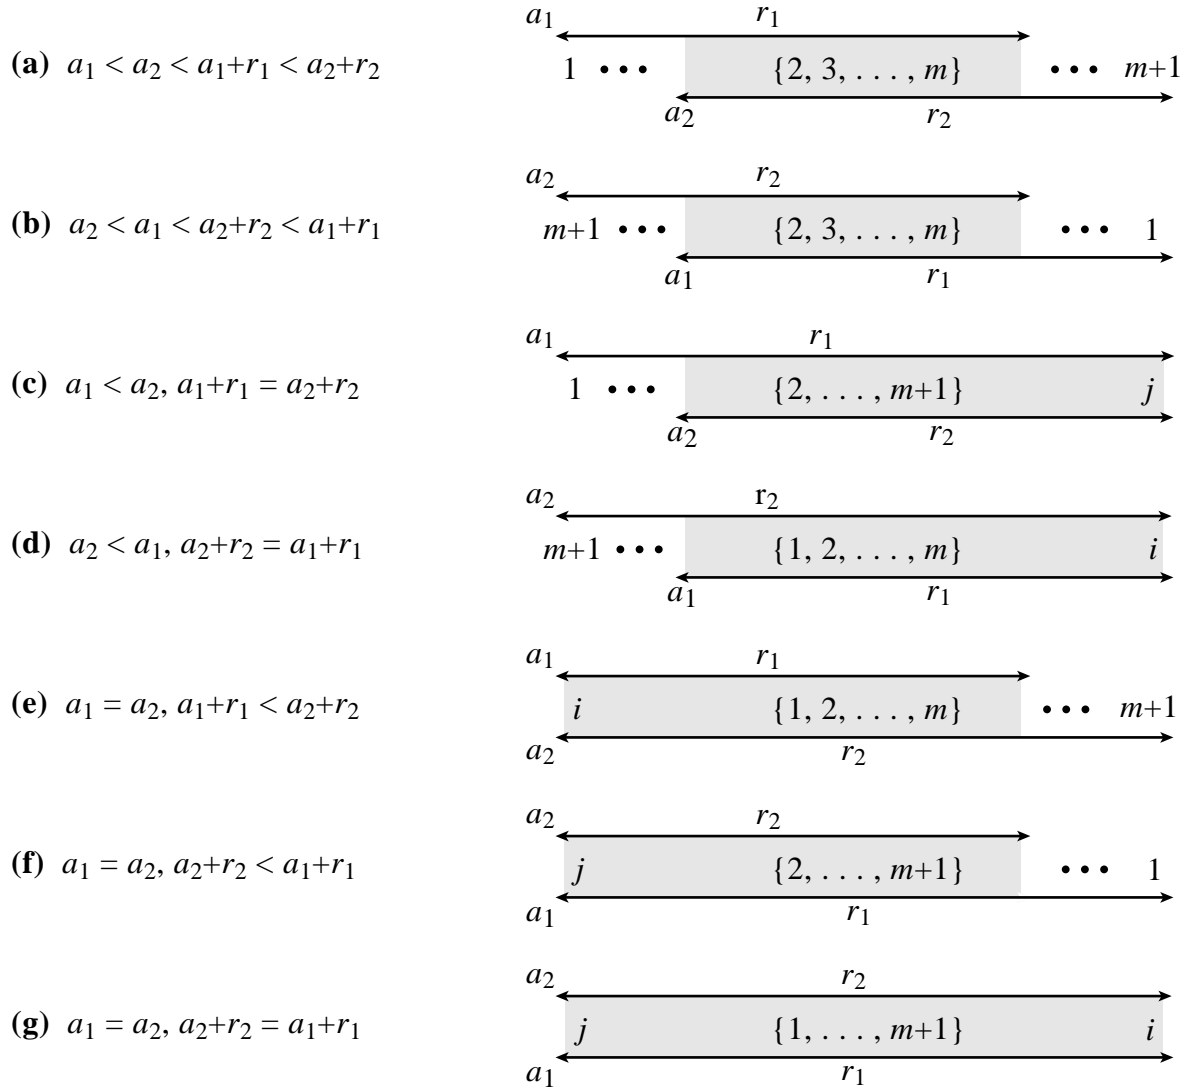 a₁ r₁
(a) a₁ < a₂ < a₁+r₁ < a₂+r₂ 1 • • • {2, 3, . . . , m} • • • m+1
a₂ r₂
a₂ r₂
(b) a₂ < a₁ < a₂+r₂ < a₁+r₁ m+1 • • • {2, 3, . . . , m} • • • 1
a₁ r₁
a₁ r₁
(c) a₁ < a₂, a₁+r₁ = a₂+r₂ 1 • • • {2, . . . , m+1} j
a₂ r₂
a₂ r₂
(d) a₂ < a₁, a₂+r₂ = a₁+r₁ m+1 • • • {1, 2, . . . , m} i
a₁ r₁
a₁ r₁
(e) a₁ = a₂, a₁+r₁ < a₂+r₂ i {1, 2, . . . , m} • • • m+1
a₂ r₂
a₂ r₂
(f) a₁ = a₂, a₂+r₂ < a₁+r₁ j {2, . . . , m+1} • • • 1
a₁ r₁
a₂ r₂
(g) a₁ = a₂, a₂+r₂ = a₁+r₁ j {1, . . . , m+1} i
a₁ r₁